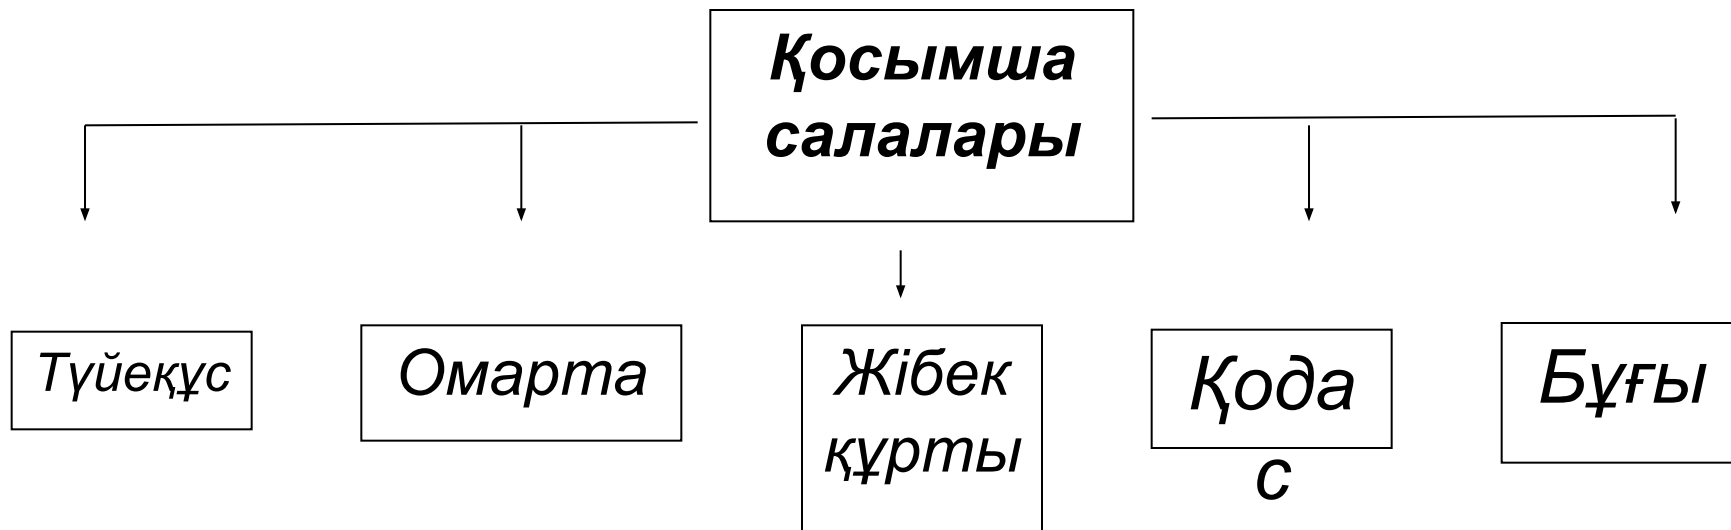 Қосымша
салалары
Түйеқұс
Омарта
Жібек
құрты
Қода
с
Бұғы